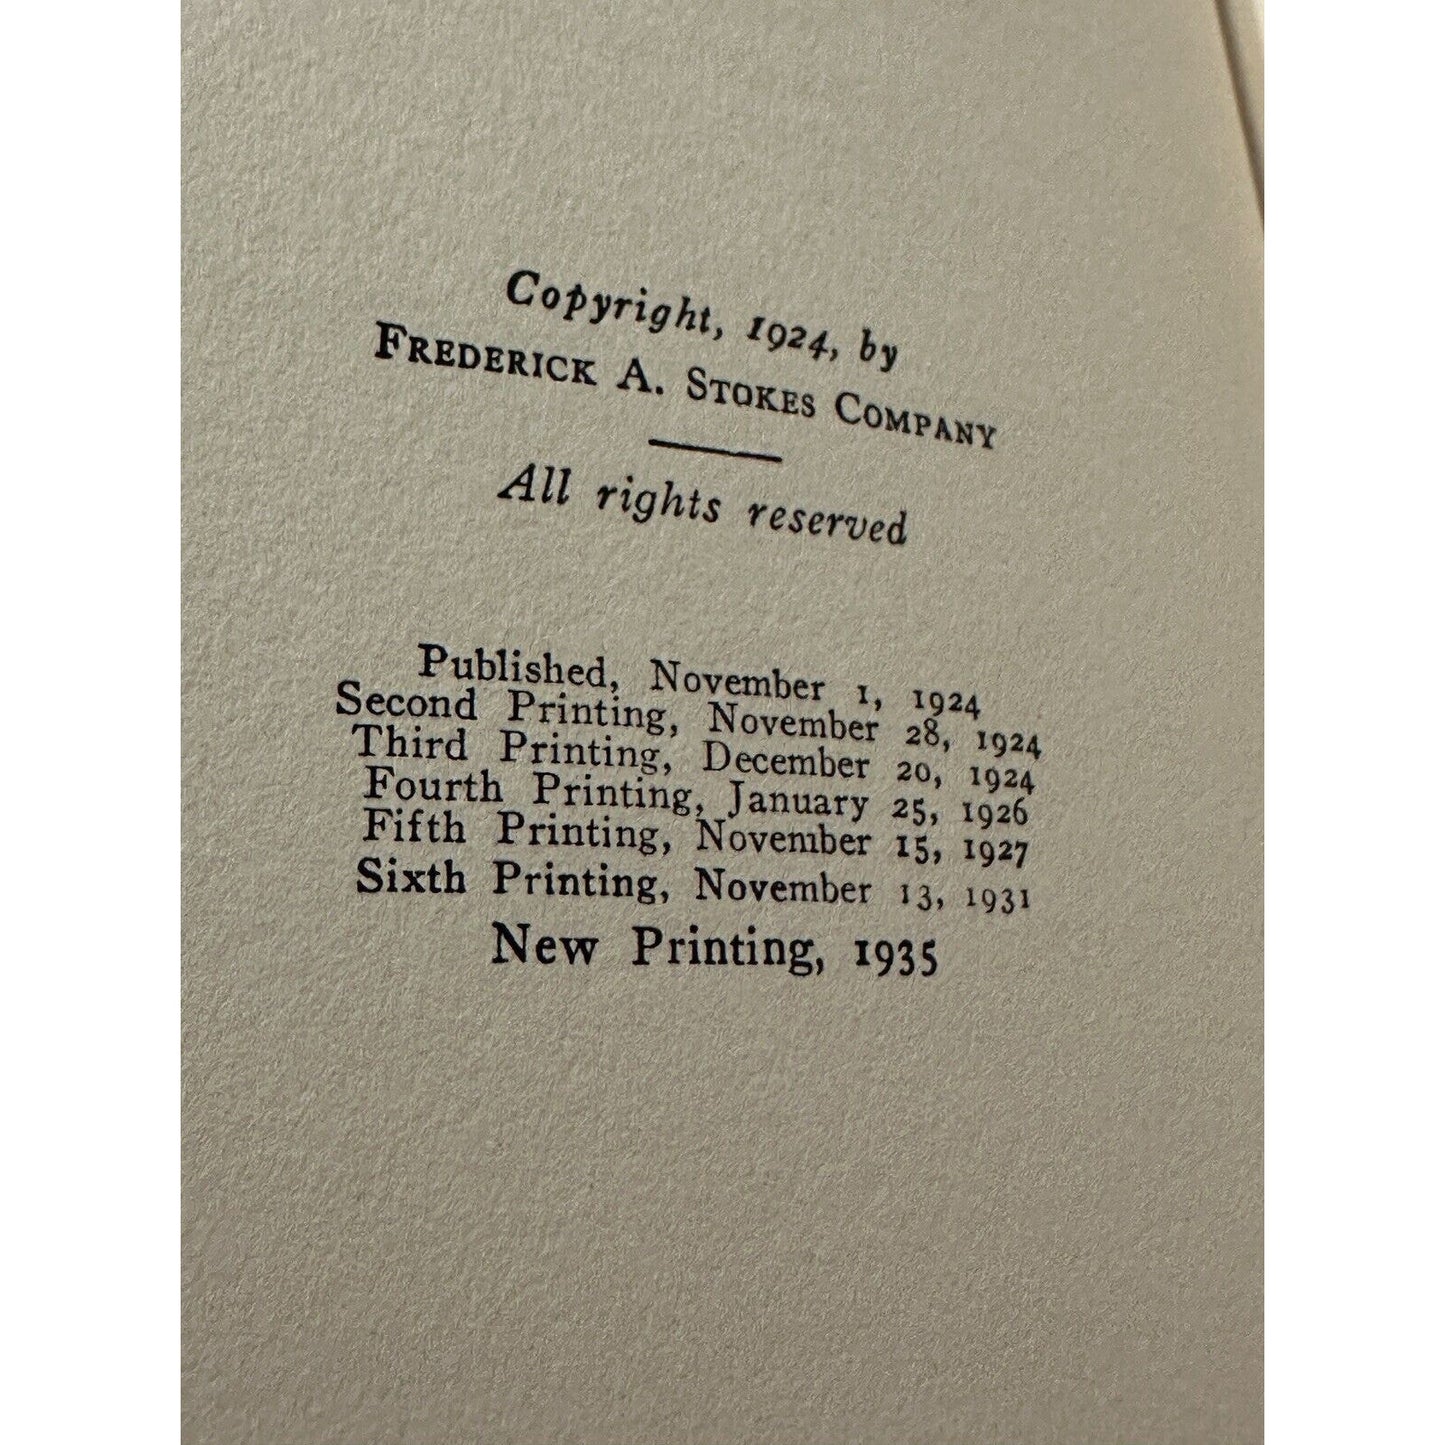 Copyright, 1924, by
FREDERICK A. STOKES COMPANY
All rights reserved
Published, November 1, 1924
Second Printing, November 28, 1924
Third Printing, December 20, 1924
Fourth Printing, January 25, 1926
Fifth Printing, November 15, 1927
Sixth Printing, November 13, 1931
New Printing, 1935